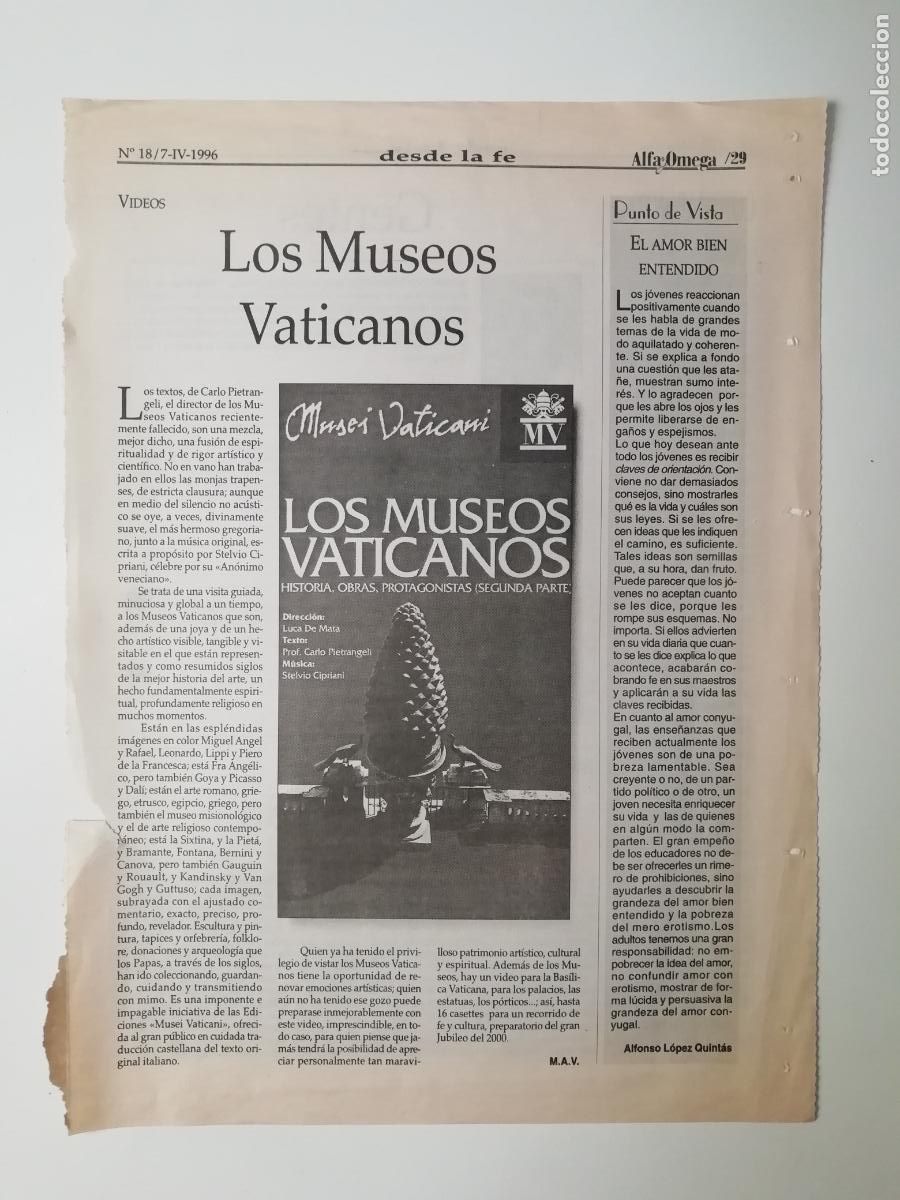 Nº 18/7-IV-1996
desde la fe
Alfa y Omega /29
VIDEOS
Los Museos
Vaticanos
Los textos, de Carlo Pietran-
geli, el director de los Mu-
seos Vaticanos reciente-
mente fallecido, son una mezcla,
mejor dicho, una fusión de espi-
ritualidad y de rigor artístico y
científico. No en vano han traba-
jado en ellos las monjas trapen-
ses, de estricta clausura; aunque
en medio del silencio no acústi-
co se oye, a veces, divinamente
suave, el más hermoso gregoria-
no, junto a la música original, es-
crita a propósito por Stelvio Ci-
priani, célebre por su «Anónimo
veneciano».
Se trata de una visita guiada,
minuciosa y global a un tiempo,
a los Museos Vaticanos que son,
además de una joya y de un he-
cho artístico visible, tangible y vi-
sitable en el que están represen-
tados y como resumidos siglos
de la mejor historia del arte, un
hecho fundamentalmente espiri-
tual, profundamente religioso en
muchos momentos.
Están en las espléndidas
imágenes en color Miguel Angel
y Rafael, Leonardo, Lippi y Piero
de la Francesca; está Fra Angéli-
co, pero también Goya y Picasso
y Dalí; están el arte romano, grie-
go, etrusco, egipcio, griego, pero
también el museo misionológico
y el de arte religioso contempo-
ráneo; está la Sixtina, y la Pietá,
y Bramante, Fontana, Bernini y
Canova, pero también Gauguin
y Rouault, y Kandinsky y Van
Gogh y Guttuso; cada imagen,
subrayada con el ajustado co-
mentario, exacto, preciso, pro-
fundo, revelador. Escultura y pin-
tura, tapices y orfebrería, folklo-
re, donaciones y arqueología que
los Papas, a través de los siglos,
han ido coleccionando, guardan-
do, cuidando y transmitiendo
con mimo. Es una imponente e
impagable iniciativa de las Edi-
ciones «Musei Vaticani», ofreci-
da al gran público en cuidada tra-
ducción castellana del texto ori-
ginal italiano.
Musei Vaticani
MV
LOS MUSEOS
VATICANOS
HISTORIA, OBRAS, PROTAGONISTAS (SEGUNDA PARTE)
Dirección:
Luca De Mata
Texto:
Prof. Carlo Pietrangeli
Música:
Stelvio Cipriani
Quien ya ha tenido el privi-
legio de vistar los Museos Vatica-
nos tiene la oportunidad de re-
novar emociones artísticas; quien
aún no ha tenido ese gozo puede
prepararse inmejorablemente con
este video, imprescindible, en to-
do caso, para quien piense que ja-
más tendrá la posibilidad de apre-
ciar personalmente tan maravi-
lloso patrimonio artístico, cultural
y espiritual. Además de los Mu-
seos, hay un video para la Basíli-
ca Vaticana, para los palacios, las
estatuas, los pórticos...; así, hasta
16 casettes para un recorrido de
fe y cultura, preparatorio del gran
Jubileo del 2000.
M.A.V.
Punto de Vista
EL AMOR BIEN
ENTENDIDO
Los jóvenes reaccionan
positivamente cuando
se les habla de grandes
temas de la vida de mo-
do aquilatado y coheren-
te. Si se explica a fondo
una cuestión que les ata-
ñe, muestran sumo inte-
rés. Y lo agradecen por-
que les abre los ojos y les
permite liberarse de en-
gaños y espejismos.
Lo que hoy desean ante
todo los jóvenes es recibir
claves de orientación. Con-
viene no dar demasiados
consejos, sino mostrarles
qué es la vida y cuáles son
sus leyes. Si se les ofre-
cen ideas que les indiquen
el camino, es suficiente.
Tales ideas son semillas
que, a su hora, dan fruto.
Puede parecer que los jó-
venes no aceptan cuanto
se les dice, porque les
rompe sus esquemas. No
importa. Si ellos advierten
en su vida diaria que cuan-
to se les dice explica lo que
acontece, acabarán co-
brando fe en sus maestros
y aplicarán a su vida las
claves recibidas.
En cuanto al amor conyu-
gal, las enseñanzas que
reciben actualmente los
jóvenes son de una po-
breza lamentable. Sea
creyente o no, de un par-
tido político o de otro, un
joven necesita enriquecer
su vida y las de quienes
en algún modo la com-
parten. El gran empeño
de los educadores no de-
be ser ofrecerles un rime-
ro de prohibiciones, sino
ayudarles a descubrir la
grandeza del amor bien
entendido y la pobreza
del mero erotismo.Los
adultos tenemos una gran
responsabilidad: no em-
pobrecer la idea del amor,
no confundir amor con
erotismo, mostrar de for-
ma lúcida y persuasiva la
grandeza del amor con-
yugal.
Alfonso López Quintás
todocoleccion